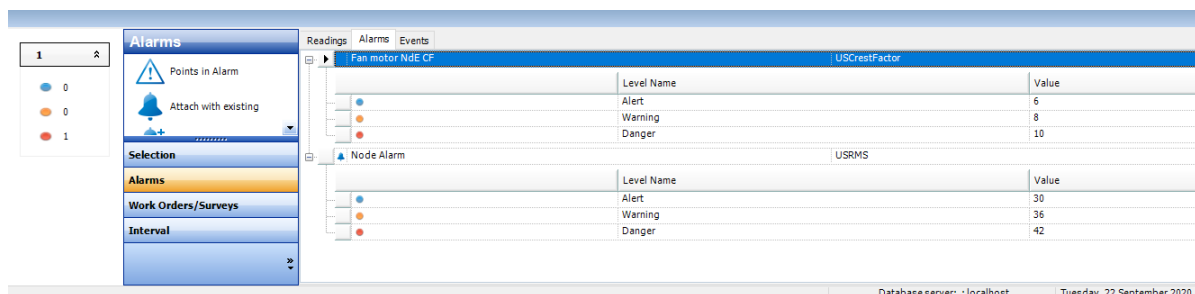 Alarms
Points in Alarm
Attach with existing
Selection
Alarms
Work Orders/Surveys
Interval
1
0
0
1
Readings Alarms Events
Fan motor NdE CF USCrestFactor
Level Name Value
Alert 6
Warning 8
Danger 10
Node Alarm USRMS
Level Name Value
Alert 30
Warning 36
Danger 42
Database server: : localhost Tuesday, 22 September 2020